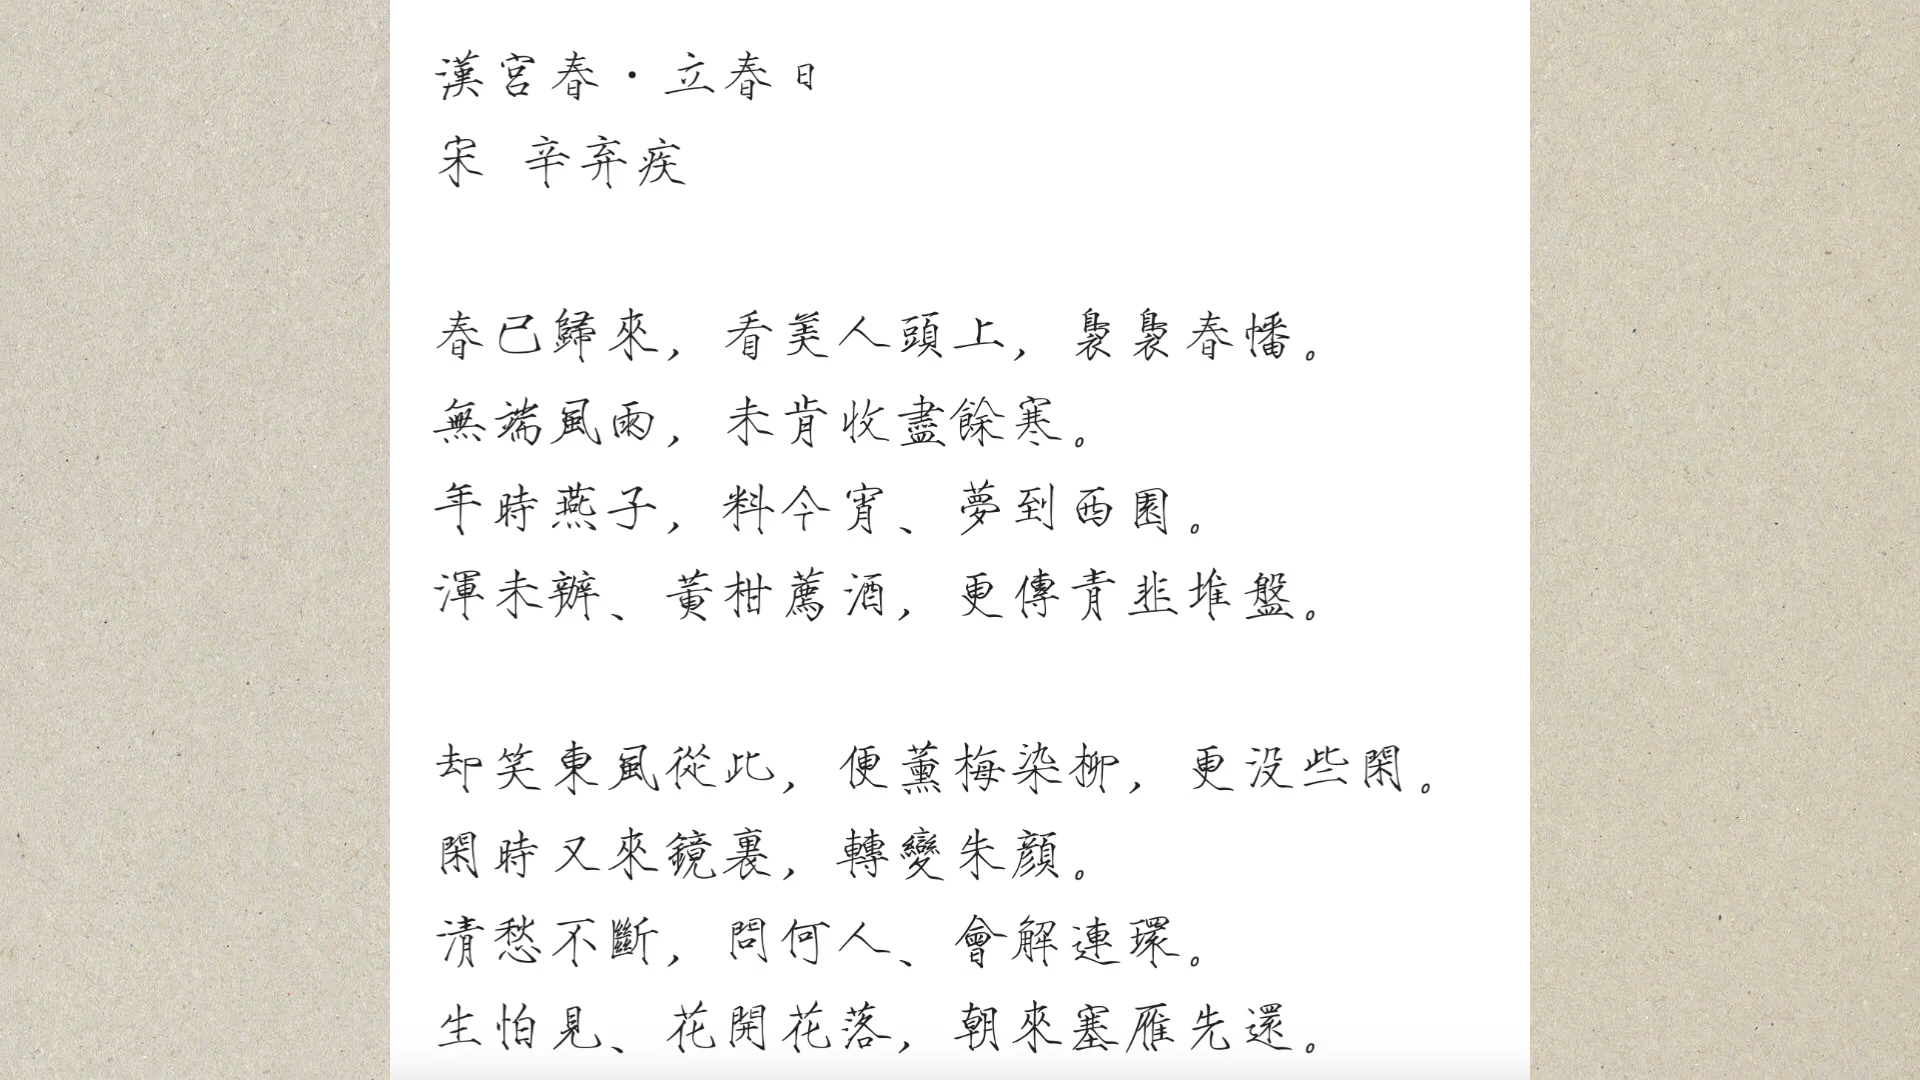 漢宮春·立春日
宋 辛弃疾
春已歸來，看美人頭上，裊裊春幡。
無端風雨，未肯收盡餘寒。
年時燕子，料今宵、夢到西園。
渾未辦、黃柑薦酒，更傳青韭堆盤。
却笑東風從此，便薰梅染柳，更没些閑。
閑時又來鏡裏，轉變朱顔。
清愁不斷，問何人、會解連環。
生怕見、花開花落，朝來塞雁先還。